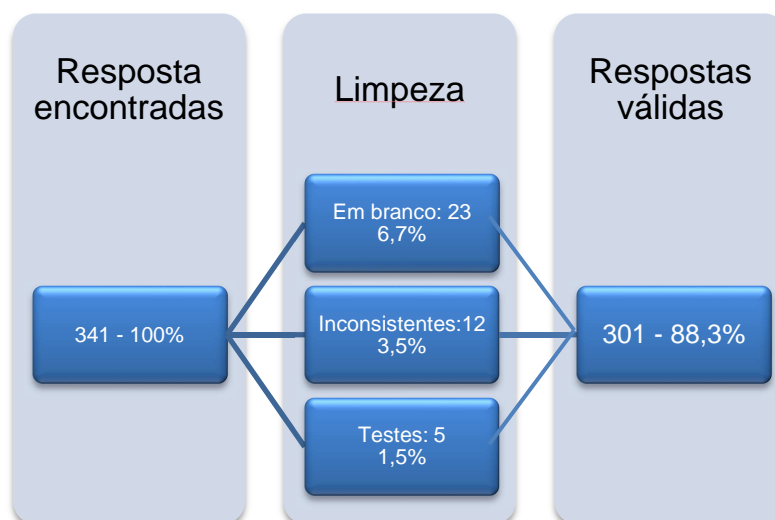 Resposta
encontradas
341 - 100%
Limpeza
Em branco: 23
6,7%
Inconsistentes:12
3,5%
Testes: 5
1,5%
Respostas
válidas
301 - 88,3%